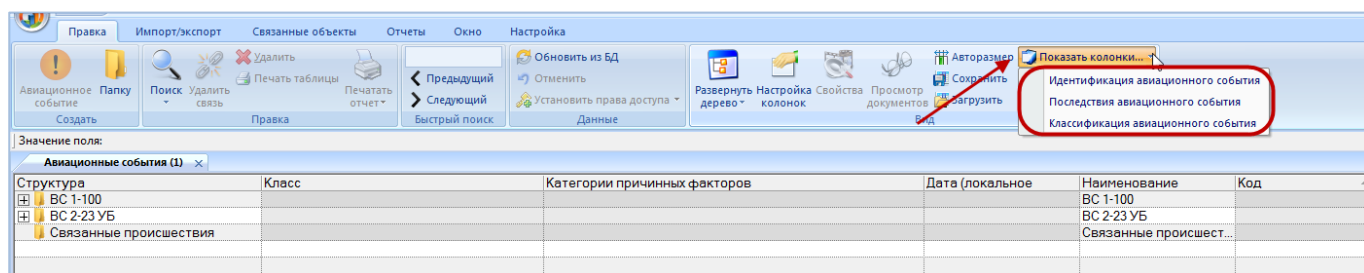 Правка Импорт/экспорт Связанные объекты Отчеты Окно Настройка
Авиационное событие
Папку
Создать
Поиск
Удалить связь
Удалить
Печать таблицы
Печатать отчет
Правка
Предыдущий
Следующий
Быстрый поиск
Обновить из БД
Отменить
Установить права доступа
Данные
Развернуть дерево
Настройка колонок
Свойства
Просмотр документов
Авторазмер
Сохранить
Загрузить
Вид
Показать колонки...
Идентификация авиационного события
Последствия авиационного события
Классификация авиационного события
Значение поля:
Авиационные события (1)
Структура Класс Категории причинных факторов Дата (локальное Наименование Код
ВС 1-100 ВС 1-100
ВС 2-23 УБ ВС 2-23 УБ
Связанные происшествия Связанные происшест...